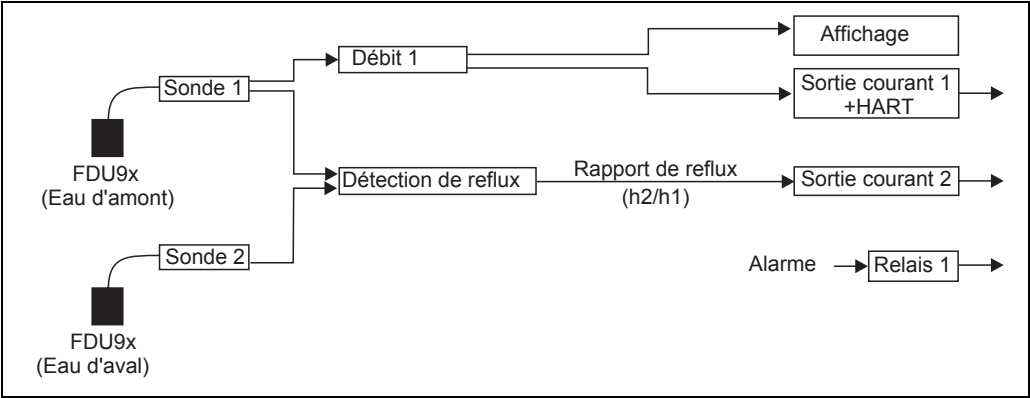 Affichage
Débit 1
Sonde 1
Sortie courant 1
+HART
FDU9x
(Eau d'amont)
Détection de reflux
Rapport de reflux
(h2/h1)
Sortie courant 2
Sonde 2
Alarme
Relais 1
FDU9x
(Eau d'aval)